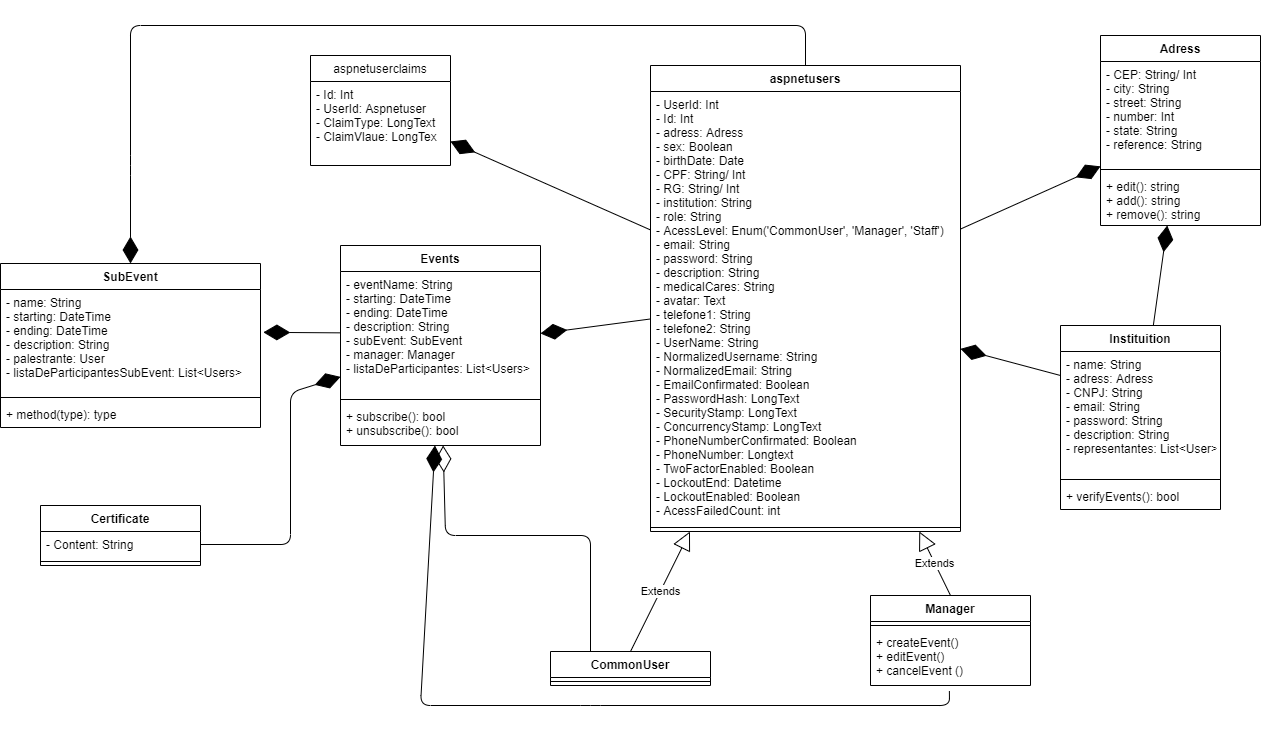 aspnetuserclaims
- Id: Int
- UserId: Aspnetuser
- ClaimType: LongText
- ClaimVlaue: LongTex
aspnetusers
- UserId: Int
- Id: Int
- adress: Adress
- sex: Boolean
- birthDate: Date
- CPF: String/ Int
- RG: String/ Int
- institution: String
- role: String
- AcessLevel: Enum('CommonUser', 'Manager', 'Staff')
- email: String
- password: String
- description: String
- medicalCares: String
- avatar: Text
- telefone1: String
- telefone2: String
- UserName: String
- NormalizedUsername: String
- NormalizedEmail: String
- EmailConfirmated: Boolean
- PasswordHash: LongText
- SecurityStamp: LongText
- ConcurrencyStamp: LongText
- PhoneNumberConfirmated: Boolean
- PhoneNumber: Longtext
- TwoFactorEnabled: Boolean
- LockoutEnd: Datetime
- LockoutEnabled: Boolean
- AcessFailedCount: int
Adress
- CEP: String/ Int
- city: String
- street: String
- number: Int
- state: String
- reference: String
+ edit(): string
+ add(): string
+ remove(): string
SubEvent
- name: String
- starting: DateTime
- ending: DateTime
- description: String
- palestrante: User
- listaDeParticipantesSubEvent: List<Users>
+ method(type): type
Events
- eventName: String
- starting: DateTime
- ending: DateTime
- description: String
- subEvent: SubEvent
- manager: Manager
- listaDeParticipantes: List<Users>
+ subscribe(): bool
+ unsubscribe(): bool
Instituition
- name: String
- adress: Adress
- CNPJ: String
- email: String
- password: String
- description: String
- representantes: List<User>
+ verifyEvents(): bool
Certificate
- Content: String
Extends
Extends
CommonUser
Manager
+ createEvent()
+ editEvent()
+ cancelEvent ()